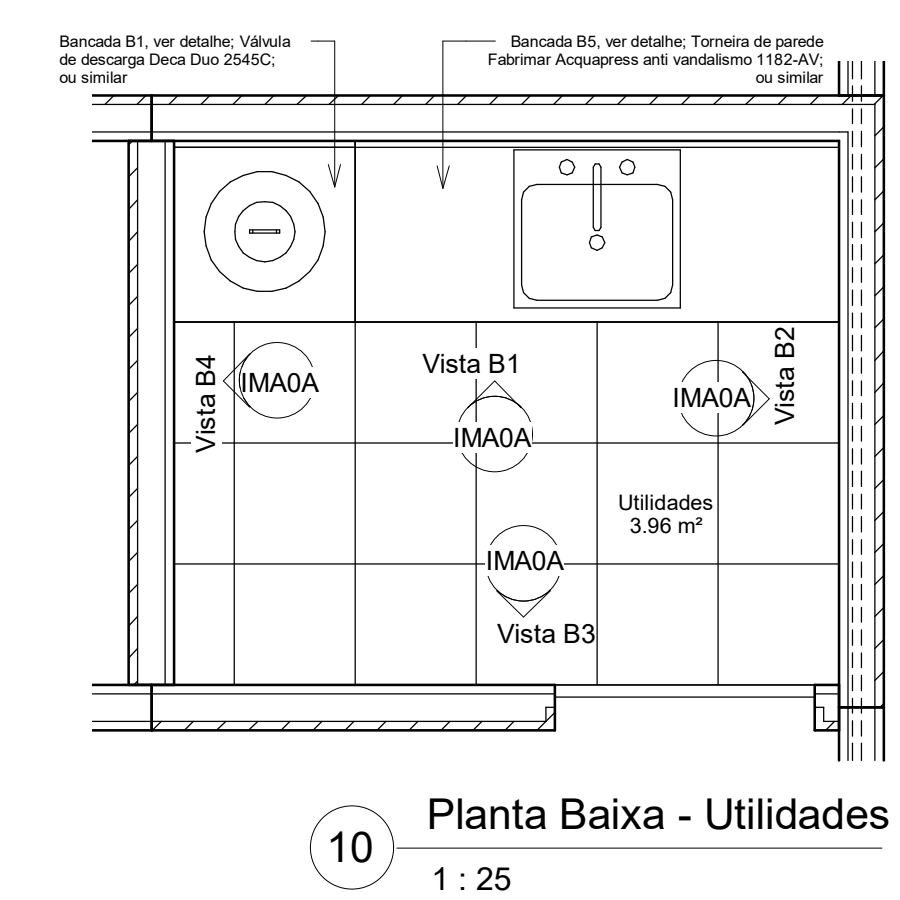 Bancada B1, ver detalhe; Válvula
de descarga Deca Duo 2545C;
ou similar
Bancada B5, ver detalhe; Torneira de parede
Fabrimar Acquapress anti vandalismo 1182-AV;
ou similar
Vista B4
IMA0A
Vista B1
IMA0A
IMA0A
Vista B2
Utilidades
3.96 m²
IMA0A
Vista B3
10
Planta Baixa - Utilidades
1 : 25